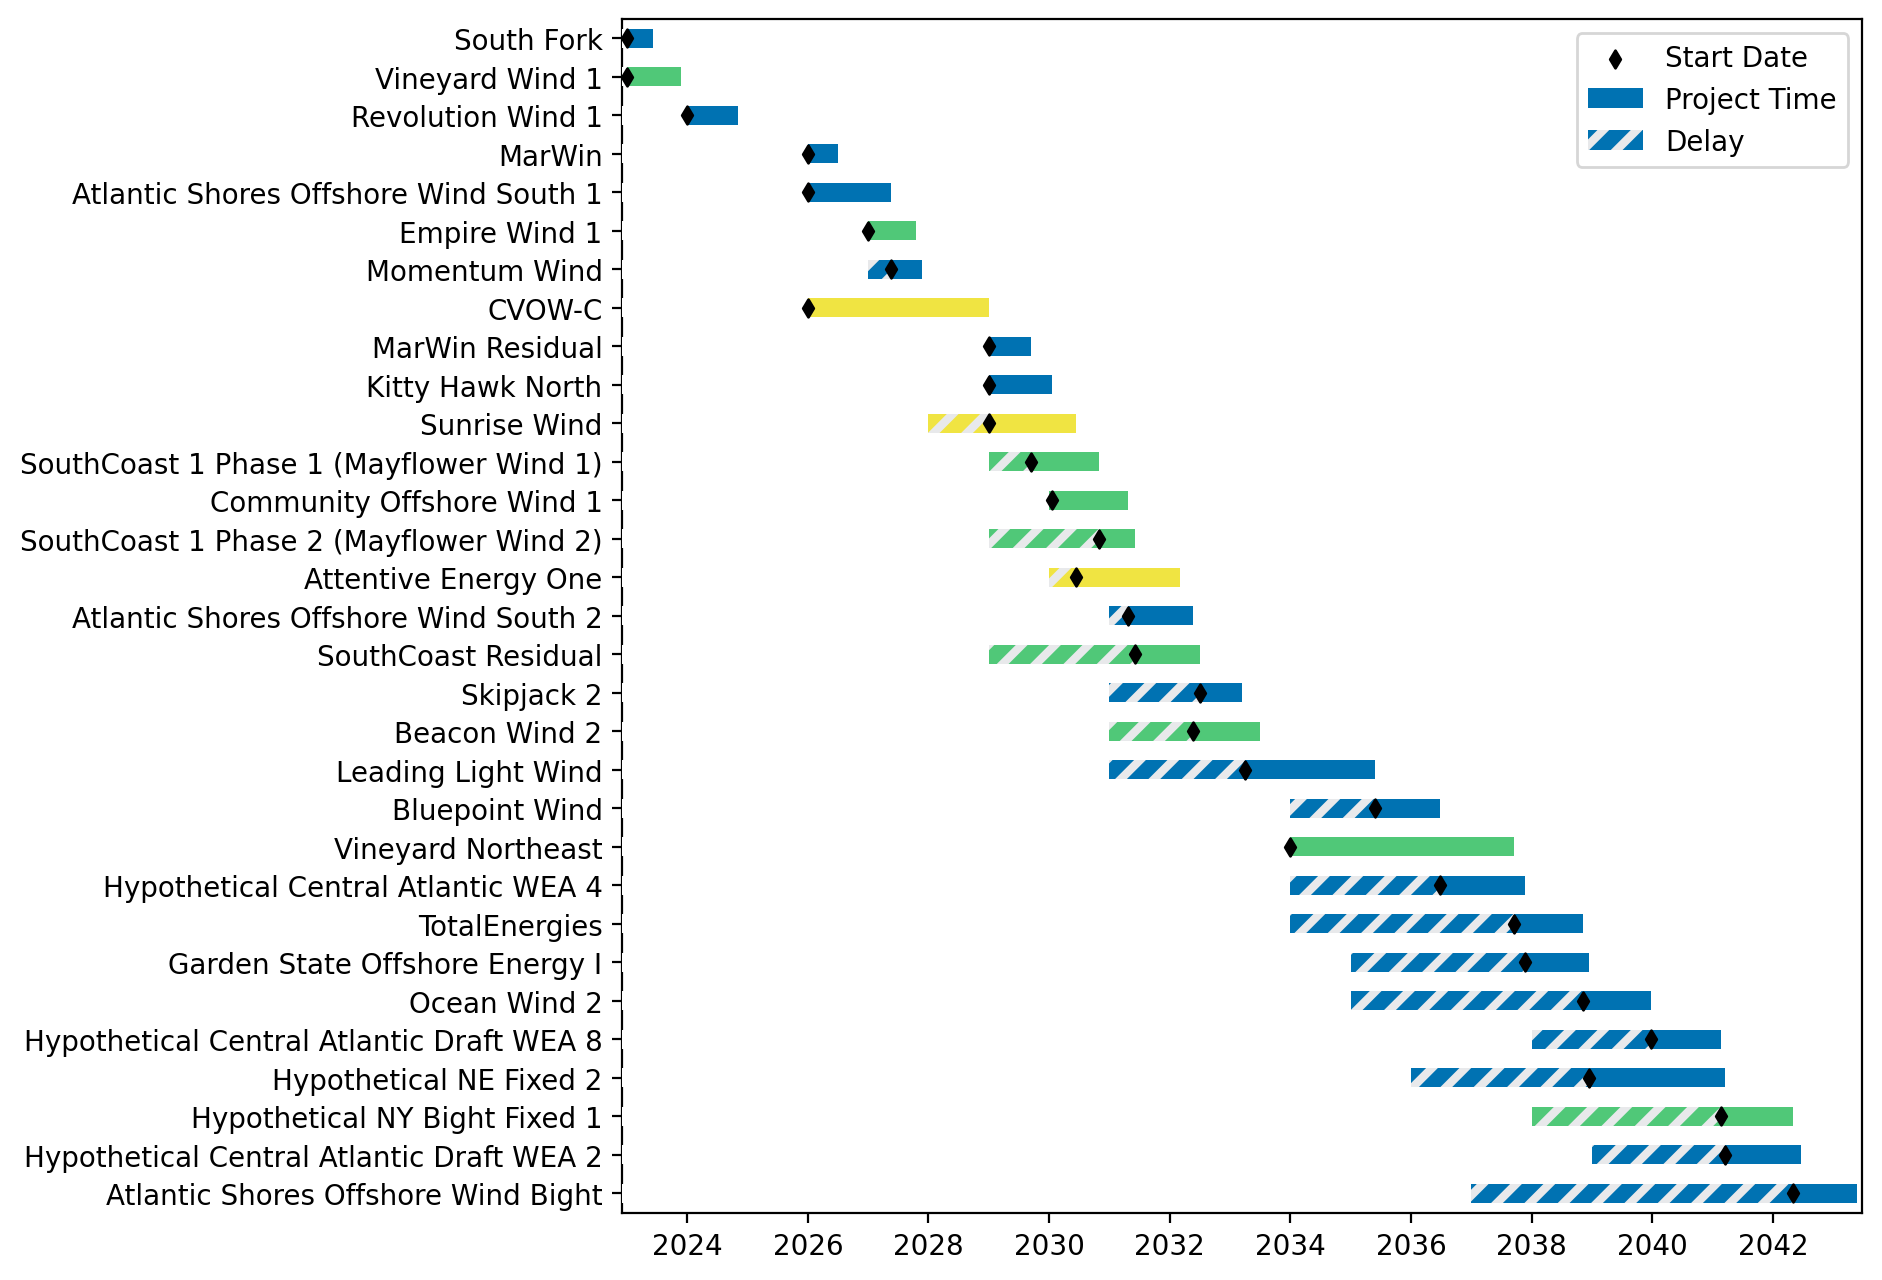 South Fork
Vineyard Wind 1
Revolution Wind 1
MarWin
Atlantic Shores Offshore Wind South 1
Empire Wind 1
Momentum Wind
CVOW-C
MarWin Residual
Kitty Hawk North
Sunrise Wind
SouthCoast 1 Phase 1 (Mayflower Wind 1)
Community Offshore Wind 1
SouthCoast 1 Phase 2 (Mayflower Wind 2)
Attentive Energy One
Atlantic Shores Offshore Wind South 2
SouthCoast Residual
Skipjack 2
Beacon Wind 2
Leading Light Wind
Bluepoint Wind
Vineyard Northeast
Hypothetical Central Atlantic WEA 4
TotalEnergies
Garden State Offshore Energy I
Ocean Wind 2
Hypothetical Central Atlantic Draft WEA 8
Hypothetical NE Fixed 2
Hypothetical NY Bight Fixed 1
Hypothetical Central Atlantic Draft WEA 2
Atlantic Shores Offshore Wind Bight
Start Date
Project Time
Delay
2024 2026 2028 2030 2032 2034 2036 2038 2040 2042